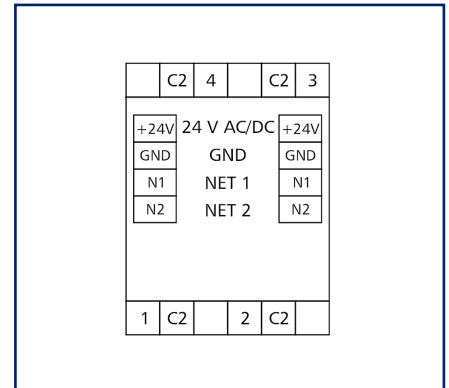 C2 4 C2 3
+24V 24 V AC/DC +24V
GND GND GND
N1 NET 1 N1
N2 NET 2 N2
1 C2 2 C2